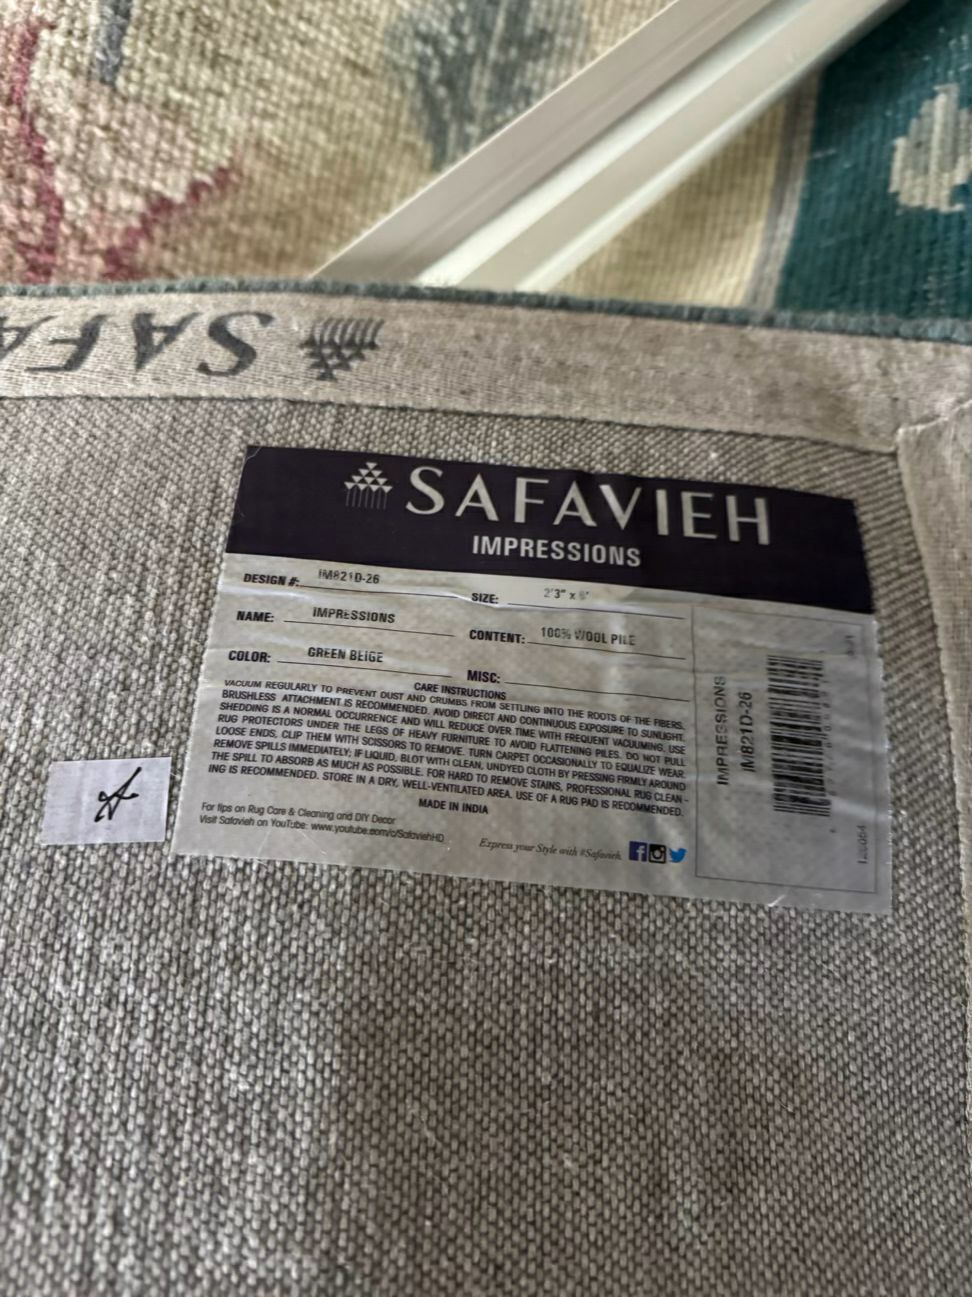 SAFA
SAFAVIEH
IMPRESSIONS
DESIGN #: IM821D-26
SIZE: 2'3" x
NAME: IMPRESSIONS
CONTENT: 100% WOOL PILE
COLOR: GREEN BEIGE
MISC:
CARE INSTRUCTIONS
VACUUM REGULARLY TO PREVENT DUST AND CRUMBS FROM SETTLING INTO THE ROOTS OF THE FIBERS.
BRUSHLESS ATTACHMENT IS RECOMMENDED. AVOID DIRECT AND CONTINUOUS EXPOSURE TO SUNLIGHT.
SHEDDING IS A NORMAL OCCURRENCE AND WILL REDUCE OVER TIME WITH FREQUENT VACUUMING. USE
RUG PROTECTORS UNDER THE LEGS OF HEAVY FURNITURE TO AVOID FLATTENING PILES. DO NOT PULL
LOOSE ENDS, CLIP THEM WITH SCISSORS TO REMOVE. TURN CARPET OCCASIONALLY TO EQUALIZE WEAR.
REMOVE SPILLS IMMEDIATELY; IF LIQUID, BLOT WITH CLEAN, UNDYED CLOTH BY PRESSING FIRMLY AROUND
THE SPILL TO ABSORB AS MUCH AS POSSIBLE. FOR HARD TO REMOVE STAINS, PROFESSIONAL RUG CLEAN -
ING IS RECOMMENDED. STORE IN A DRY, WELL-VENTILATED AREA. USE OF A RUG PAD IS RECOMMENDED.
MADE IN INDIA
For tips on Rug Care & Cleaning and DIY Decor
Visit Safavieh on YouTube: www.youtube.com/c/SafaviehHD
Express your Style with #Safavieh
IMPRESSIONS
IM821D-26